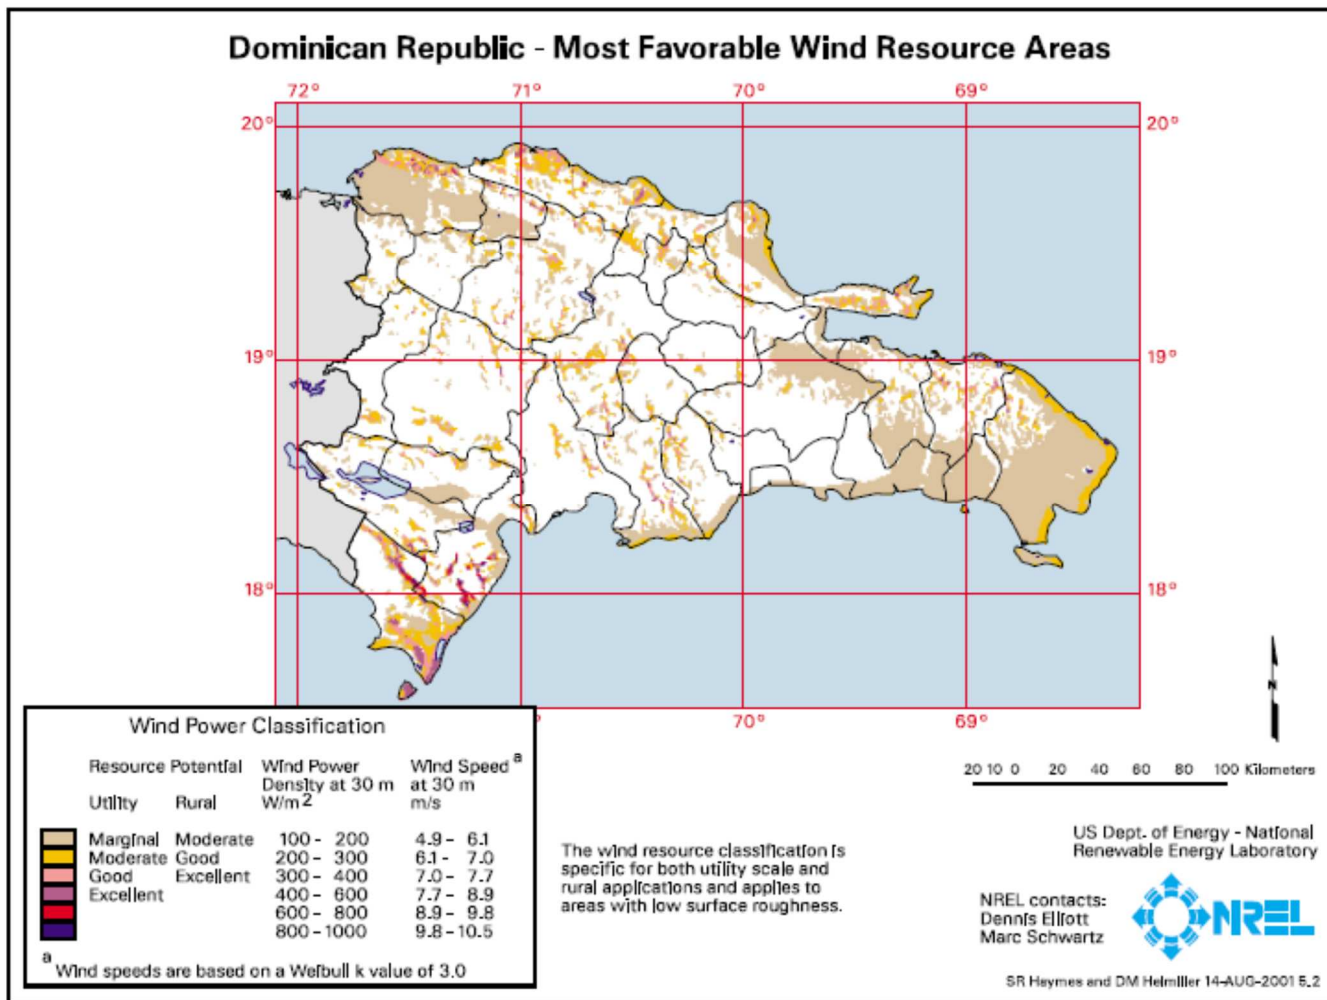 Dominican Republic - Most Favorable Wind Resource Areas
72° 71° 70° 69°
20° 20°
19° 19°
18° 18°
° 70° 69°
Wind Power Classification
Resource Potential Wind Power Wind Speed a
Density at 30 m at 30 m
Utility Rural W/m2 m/s
Marginal Moderate 100 - 200 4.9 - 6.1
Moderate Good 200 - 300 6.1 - 7.0
Good Excellent 300 - 400 7.0 - 7.7
Excellent 400 - 600 7.7 - 8.9
600 - 800 8.9 - 9.8
800 - 1000 9.8 - 10.5
a Wind speeds are based on a Weibull k value of 3.0
The wind resource classification is
specific for both utility scale and
rural applications and applies to
areas with low surface roughness.
N
20 10 0 20 40 60 80 100 Kilometers
US Dept. of Energy - National
Renewable Energy Laboratory
NREL contacts:
Dennis Elliott
Marc Schwartz
NREL
SR Haymes and DM Heimiller 14-AUG-2001 5.2